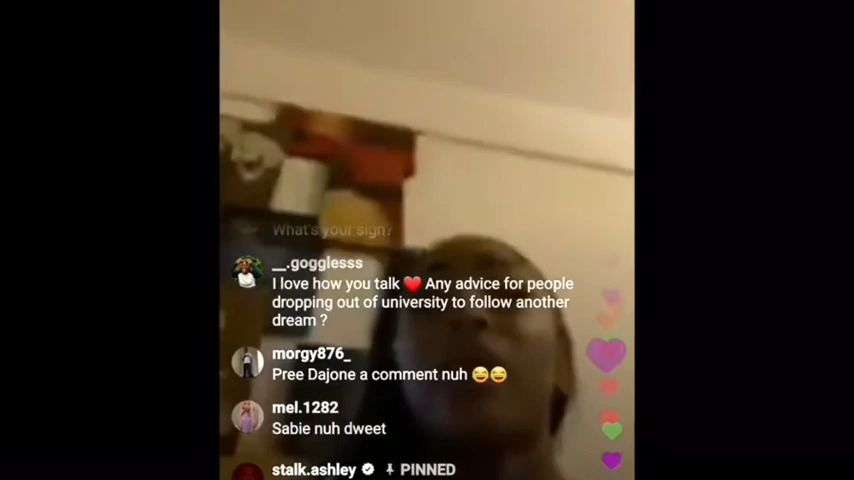 What's your sign?
__.gogglesss
I love how you talk ❤️ Any advice for people
dropping out of university to follow another
dream ?
morgy876_
Pree Dajone a comment nuh 😂😂
mel.1282
Sabie nuh dweet
stalk.ashley PINNED